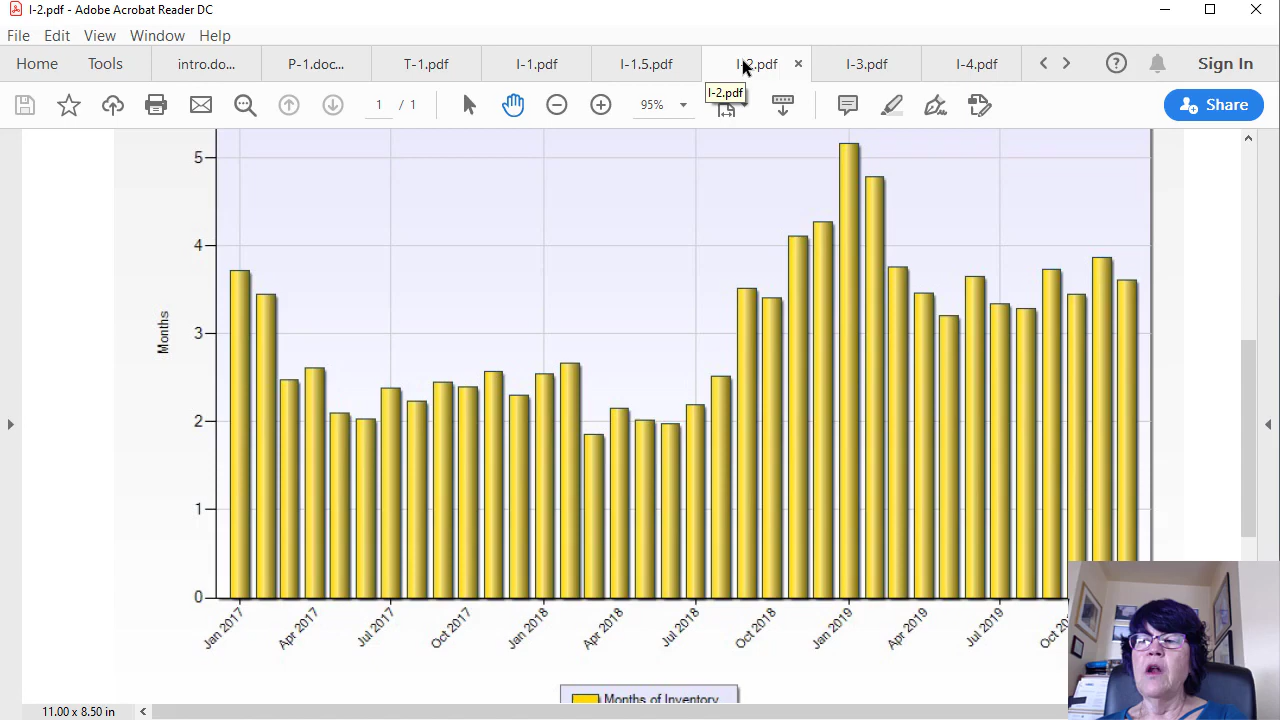 I-2.pdf - Adobe Acrobat Reader DC
File Edit View Window Help
Home Tools intro.do... P-1.doc... T-1.pdf I-1.pdf I-1.5.pdf I-2.pdf × I-3.pdf I-4.pdf Sign In
1 / 1 95% Share
I-2.pdf
5
4
3
2
1
0
Months
Jan 2017 Apr 2017 Jul 2017 Oct 2017 Jan 2018 Apr 2018 Jul 2018 Oct 2018 Jan 2019 Apr 2019 Jul 2019 Oct 20
Months of Inventory
11.00 x 8.50 in